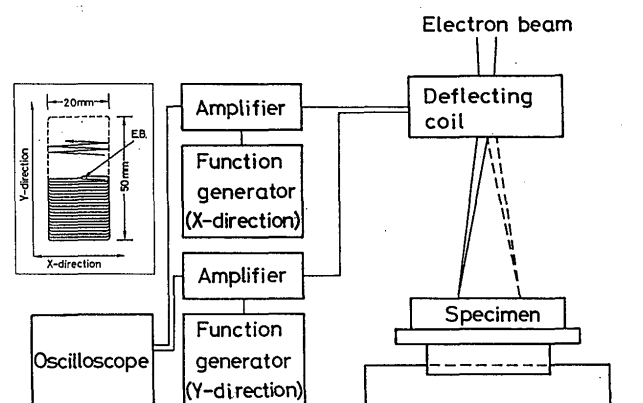 Electron beam
20mm
E.B.
50mm
Y-direction
X-direction
Amplifier
Function
generator
(X-direction)
Deflecting
coil
Amplifier
Function
generator
(Y-direction)
Oscilloscope
Specimen